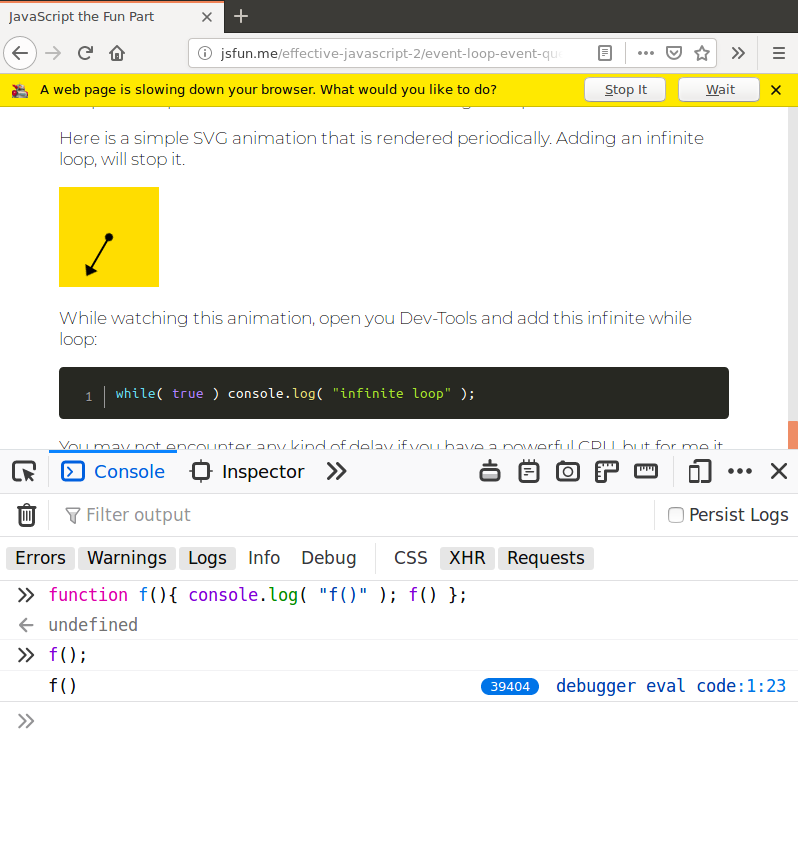 JavaScript the Fun Part
jsfun.me/effective-javascript-2/event-loop-event-qu
A web page is slowing down your browser. What would you like to do? Stop It Wait
Here is a simple SVG animation that is rendered periodically. Adding an infinite
loop, will stop it.
While watching this animation, open you Dev-Tools and add this infinite while
loop:
1 while( true ) console.log( "infinite loop" );
You may not encounter any kind of delay if you have a powerful CPU, but for me it
Console Inspector
Filter output Persist Logs
Errors Warnings Logs Info Debug CSS XHR Requests
function f(){ console.log( "f()" ); f() };
undefined
f();
f() 39404 debugger eval code:1:23